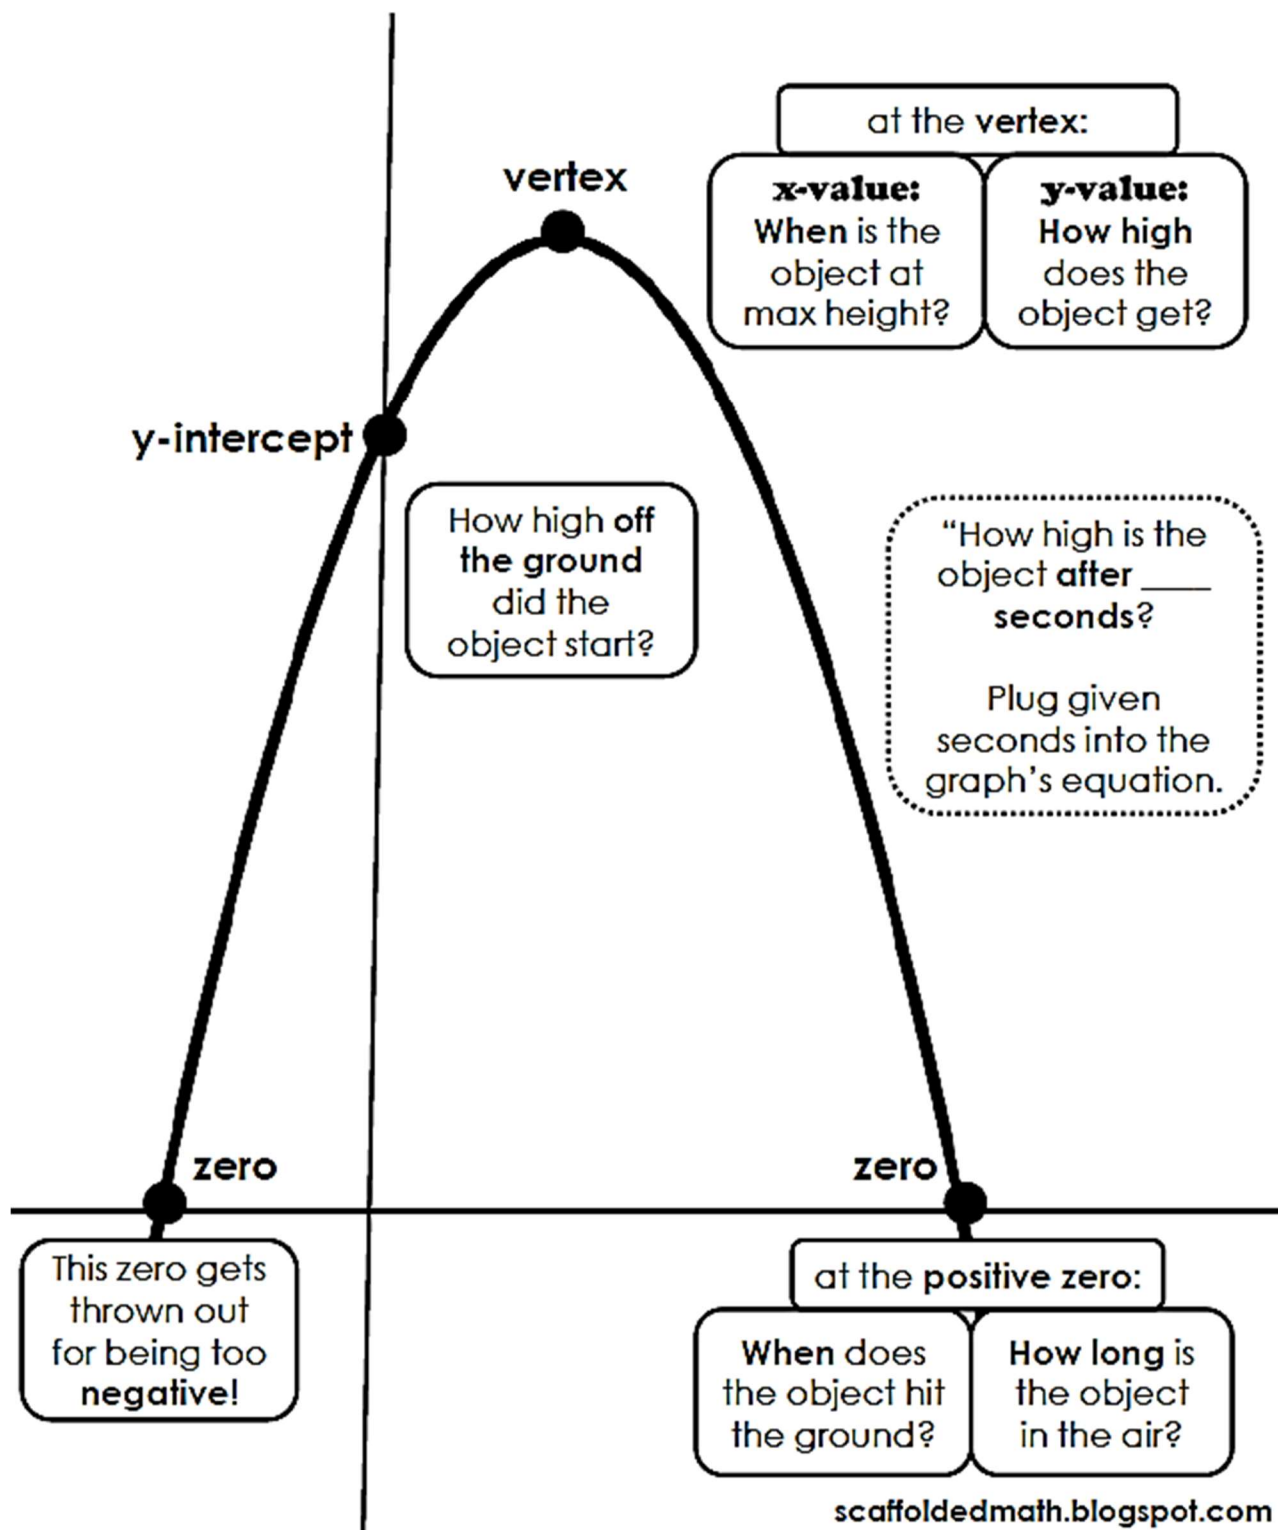 at the vertex:
vertex
x-value:
When is the
object at
max height?
y-value:
How high
does the
object get?
y-intercept
How high off
the ground
did the
object start?
“How high is the
object after ____
seconds?
Plug given
seconds into the
graph’s equation.
zero
zero
This zero gets
thrown out
for being too
negative!
at the positive zero:
When does
the object hit
the ground?
How long is
the object
in the air?
scaffoldedmath.blogspot.com